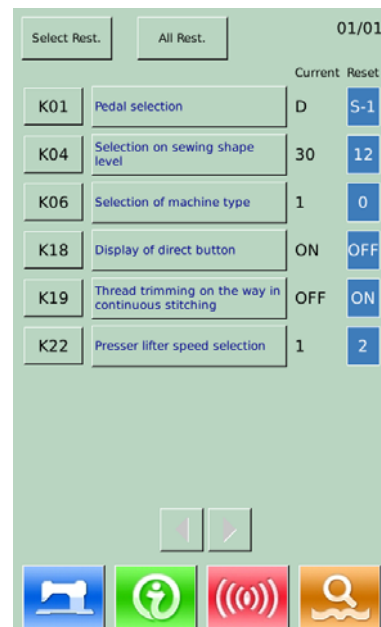 Select Rest. All Rest. 01/01
Current Reset
K01 Pedal selection D S-1
K04 Selection on sewing shape level 30 12
K06 Selection of machine type 1 0
K18 Display of direct button ON OFF
K19 Thread trimming on the way in continuous stitching OFF ON
K22 Presser lifter speed selection 1 2